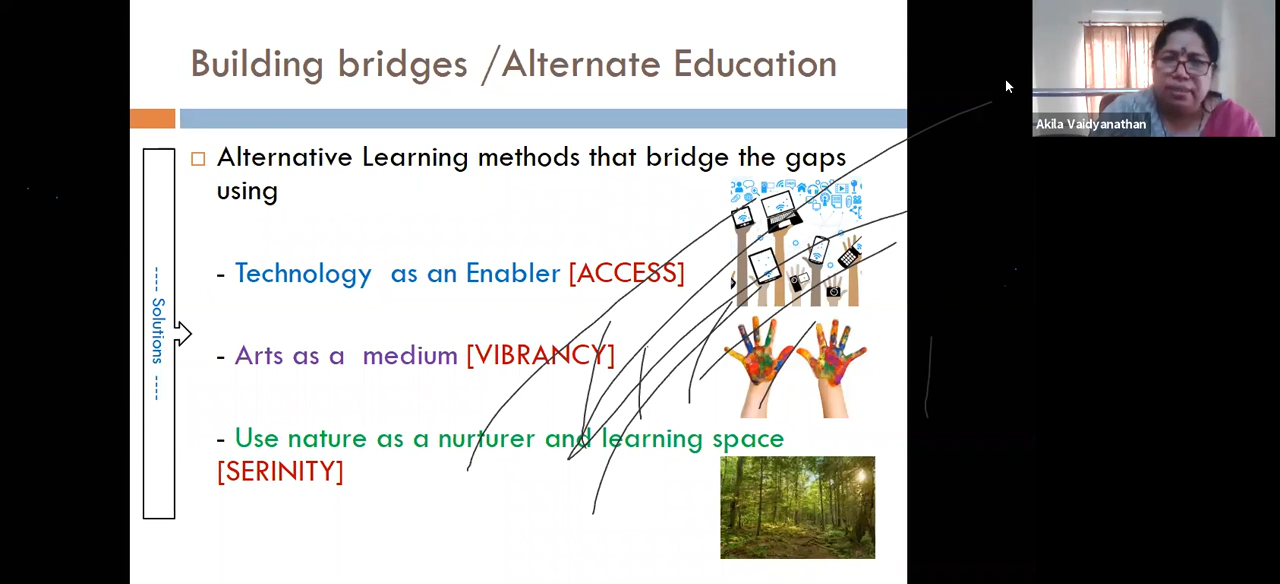 Building bridges /Alternate Education
Akila Vaidyanathan
Alternative Learning methods that bridge the gaps
using
- Technology as an Enabler [ACCESS]
---- Solutions ----
- Arts as a medium [VIBRANCY]
- Use nature as a nurturer and learning space
[SERINITY]